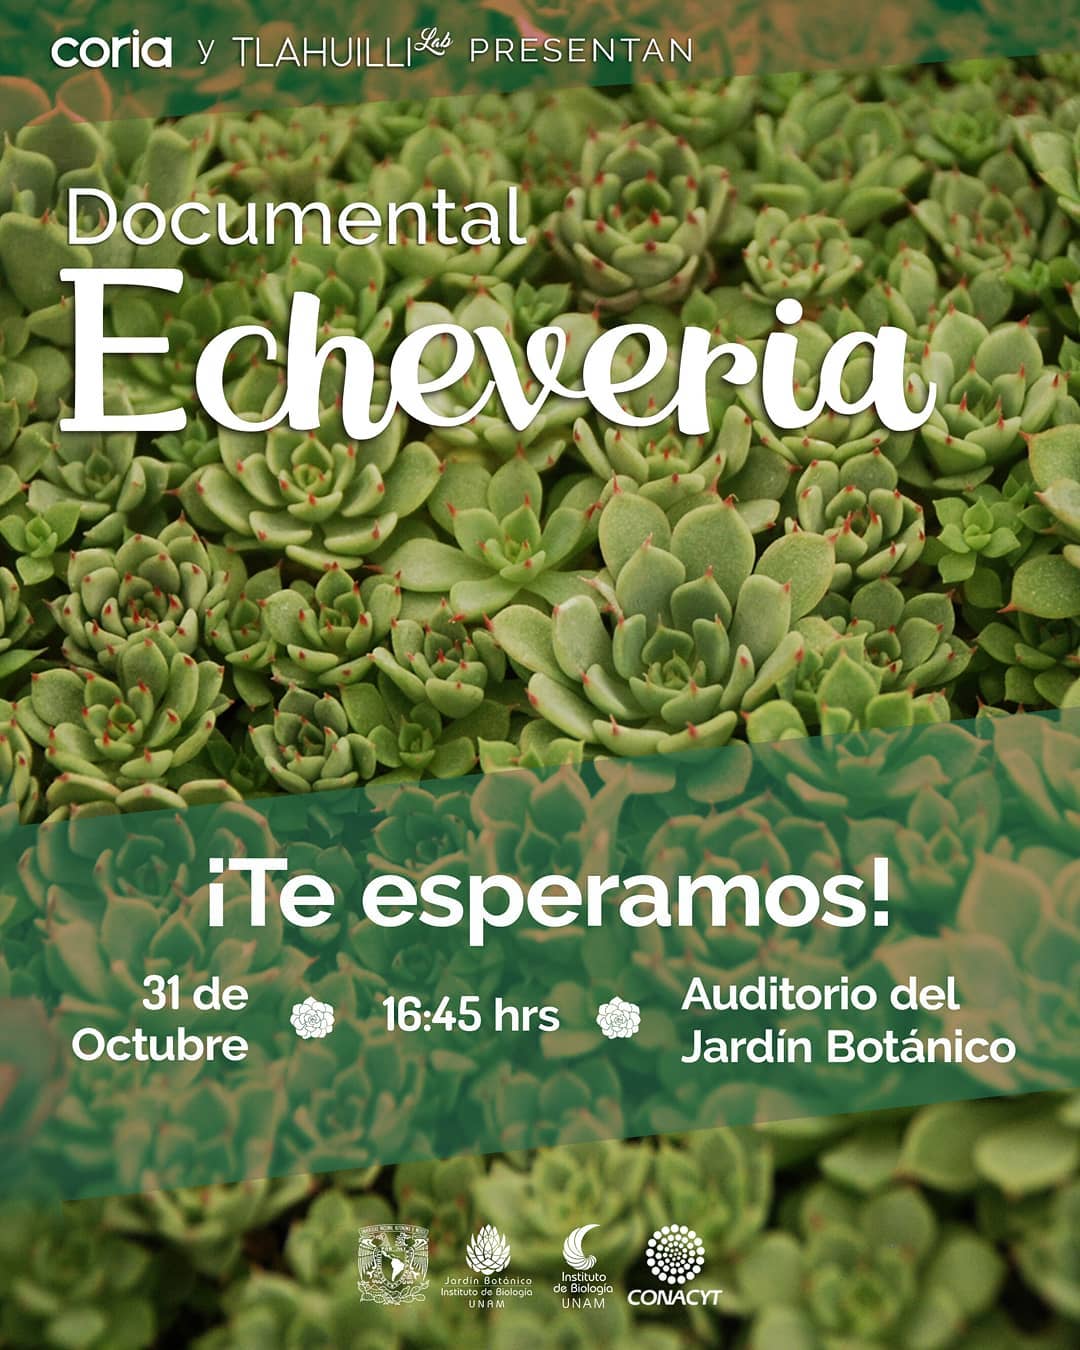 coria y TLAHUILLI Lab PRESENTAN
Documental
Echeveria
¡Te esperamos!
31 de
Octubre
16:45 hrs
Auditorio del
Jardín Botánico
Jardín Botánico
Instituto de Biología
UNAM
Instituto
de Biología
UNAM
CONACYT